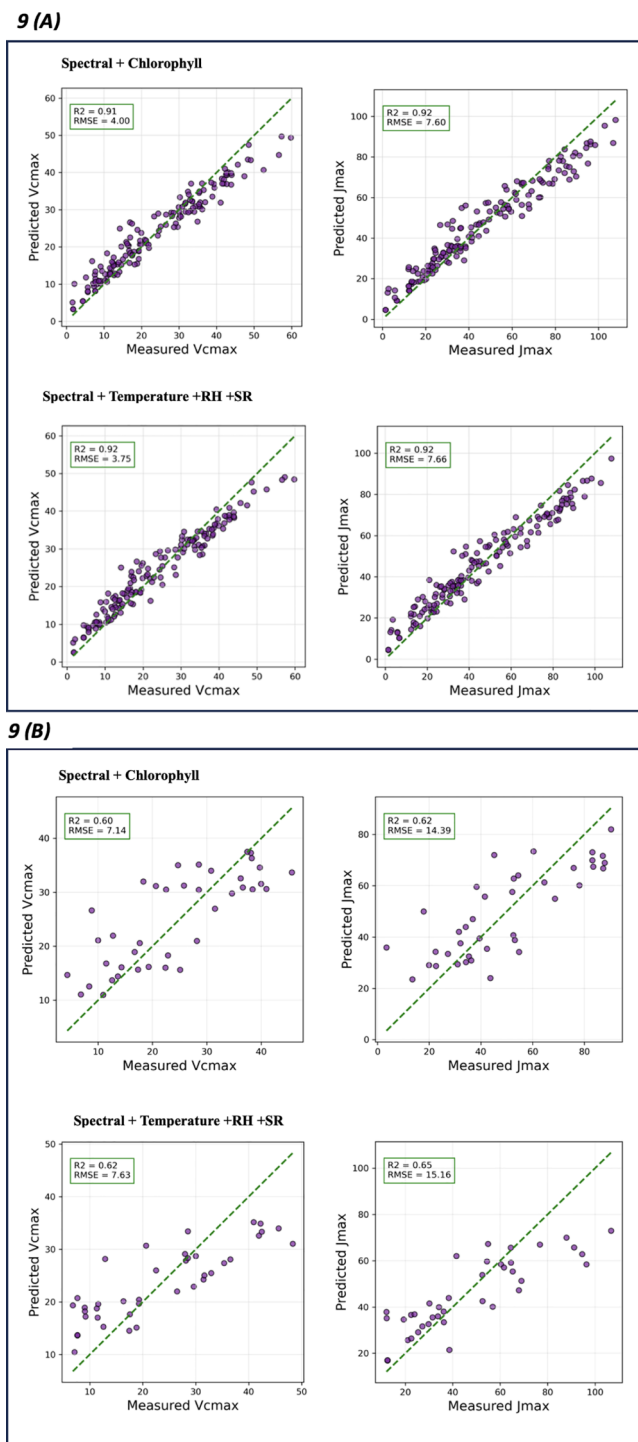 9 (A)
Spectral + Chlorophyll
R2 = 0.91
RMSE = 4.00
60
50
40
30
20
10
0
Predicted Vcmax
0 10 20 30 40 50 60
Measured Vcmax
R2 = 0.92
RMSE = 7.60
100
80
60
40
20
0
Predicted Jmax
0 20 40 60 80 100
Measured Jmax
Spectral + Temperature +RH +SR
R2 = 0.92
RMSE = 3.75
60
50
40
30
20
10
0
Predicted Vcmax
0 10 20 30 40 50 60
Measured Vcmax
R2 = 0.92
RMSE = 7.66
100
80
60
40
20
0
Predicted Jmax
0 20 40 60 80 100
Measured Jmax
9 (B)
Spectral + Chlorophyll
R2 = 0.60
RMSE = 7.14
40
30
20
10
Predicted Vcmax
10 20 30 40
Measured Vcmax
R2 = 0.62
RMSE = 14.39
80
60
40
20
0
Predicted Jmax
0 20 40 60 80
Measured Jmax
Spectral + Temperature +RH +SR
R2 = 0.62
RMSE = 7.63
50
40
30
20
10
Predicted Vcmax
10 20 30 40 50
Measured Vcmax
R2 = 0.65
RMSE = 15.16
100
80
60
40
20
Predicted Jmax
20 40 60 80 100
Measured Jmax